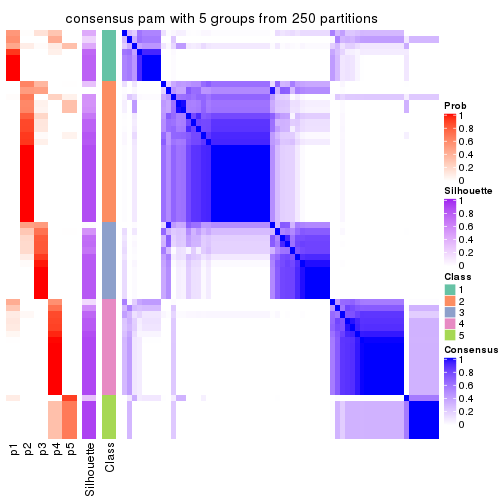 consensus pam with 5 groups from 250 partitions
Prob
1
0.8
0.6
0.4
0.2
0
Silhouette
1
0.8
0.6
0.4
0.2
0
Class
1
2
3
4
5
Consensus
1
0.8
0.6
0.4
0.2
0
p1
p2
p3
p4
p5
Silhouette
Class